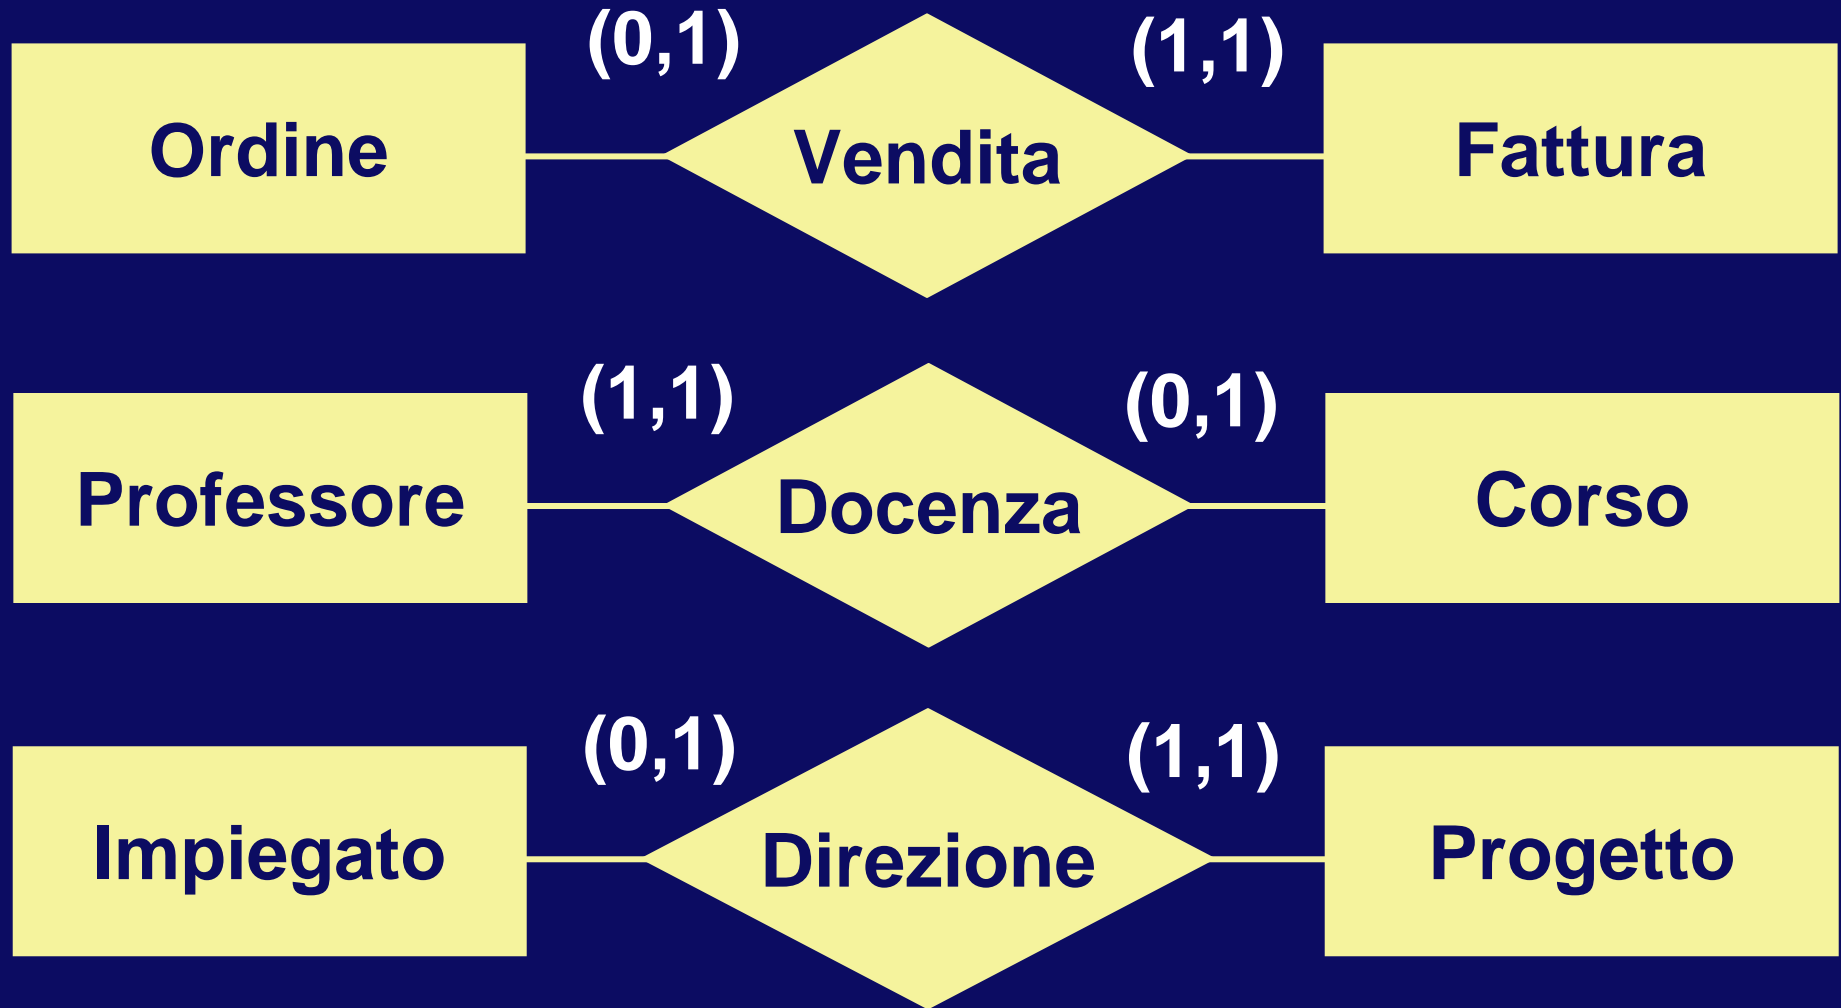 (0,1) (1,1)
Ordine Vendita Fattura
(1,1) (0,1)
Professore Docenza Corso
(0,1) (1,1)
Impiegato Direzione Progetto